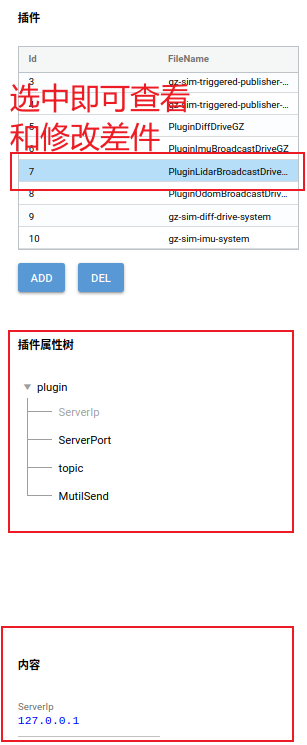 插件
Id FileName
3 gz-sim-triggered-publisher-...
选中即可查看
4 gz-sim-triggered-publisher-...
5 PluginDiffDriveGZ
和修改差件
6 PluginImuBroadcastDriveGZ
7 PluginLidarBroadcastDrive...
8 PluginOdomBroadcastDriv...
9 gz-sim-diff-drive-system
10 gz-sim-imu-system
ADD DEL
插件属性树
plugin
ServerIp
ServerPort
topic
MutilSend
内容
ServerIp
127.0.0.1